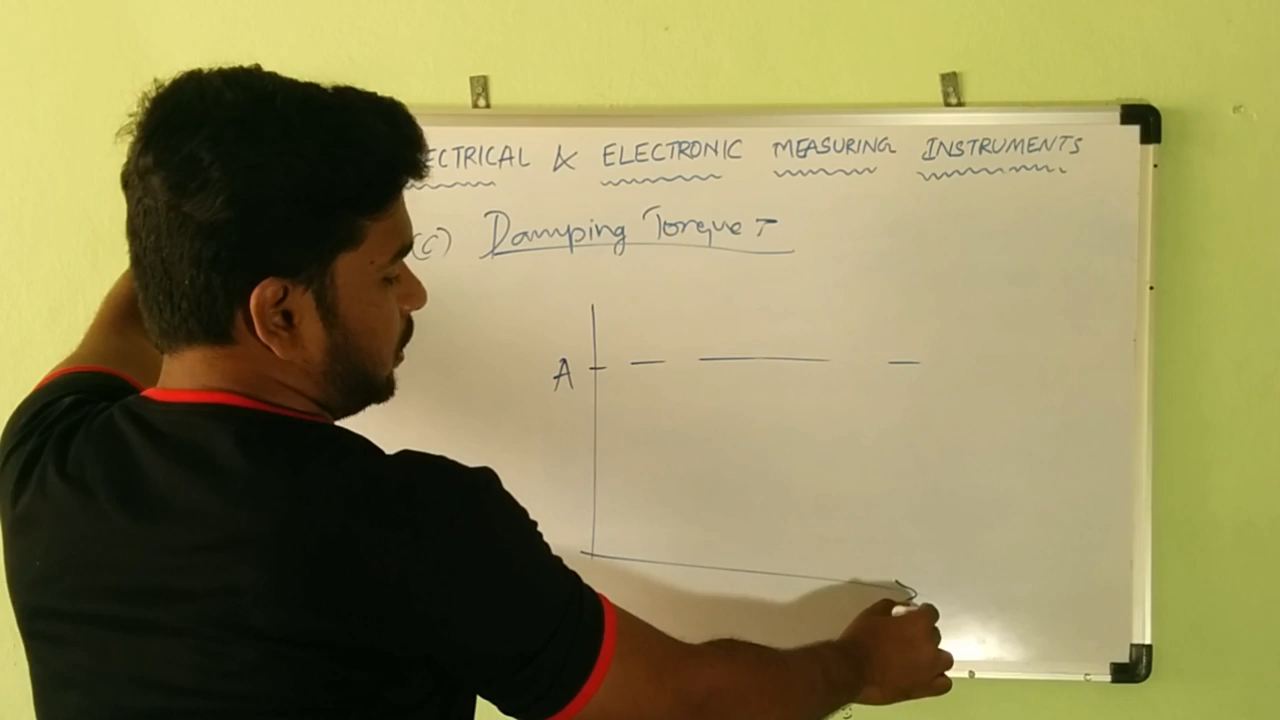 ECTRICAL & ELECTRONIC MEASURING INSTRUMENTS
(C) Damping Torque :-
A